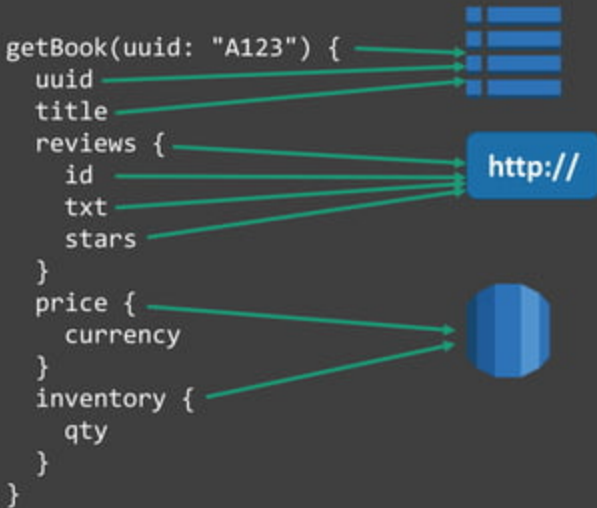 getBook(uuid: "A123") {
uuid
title
reviews {
id
txt
stars
}
price {
currency
}
inventory {
qty
}
}
http://